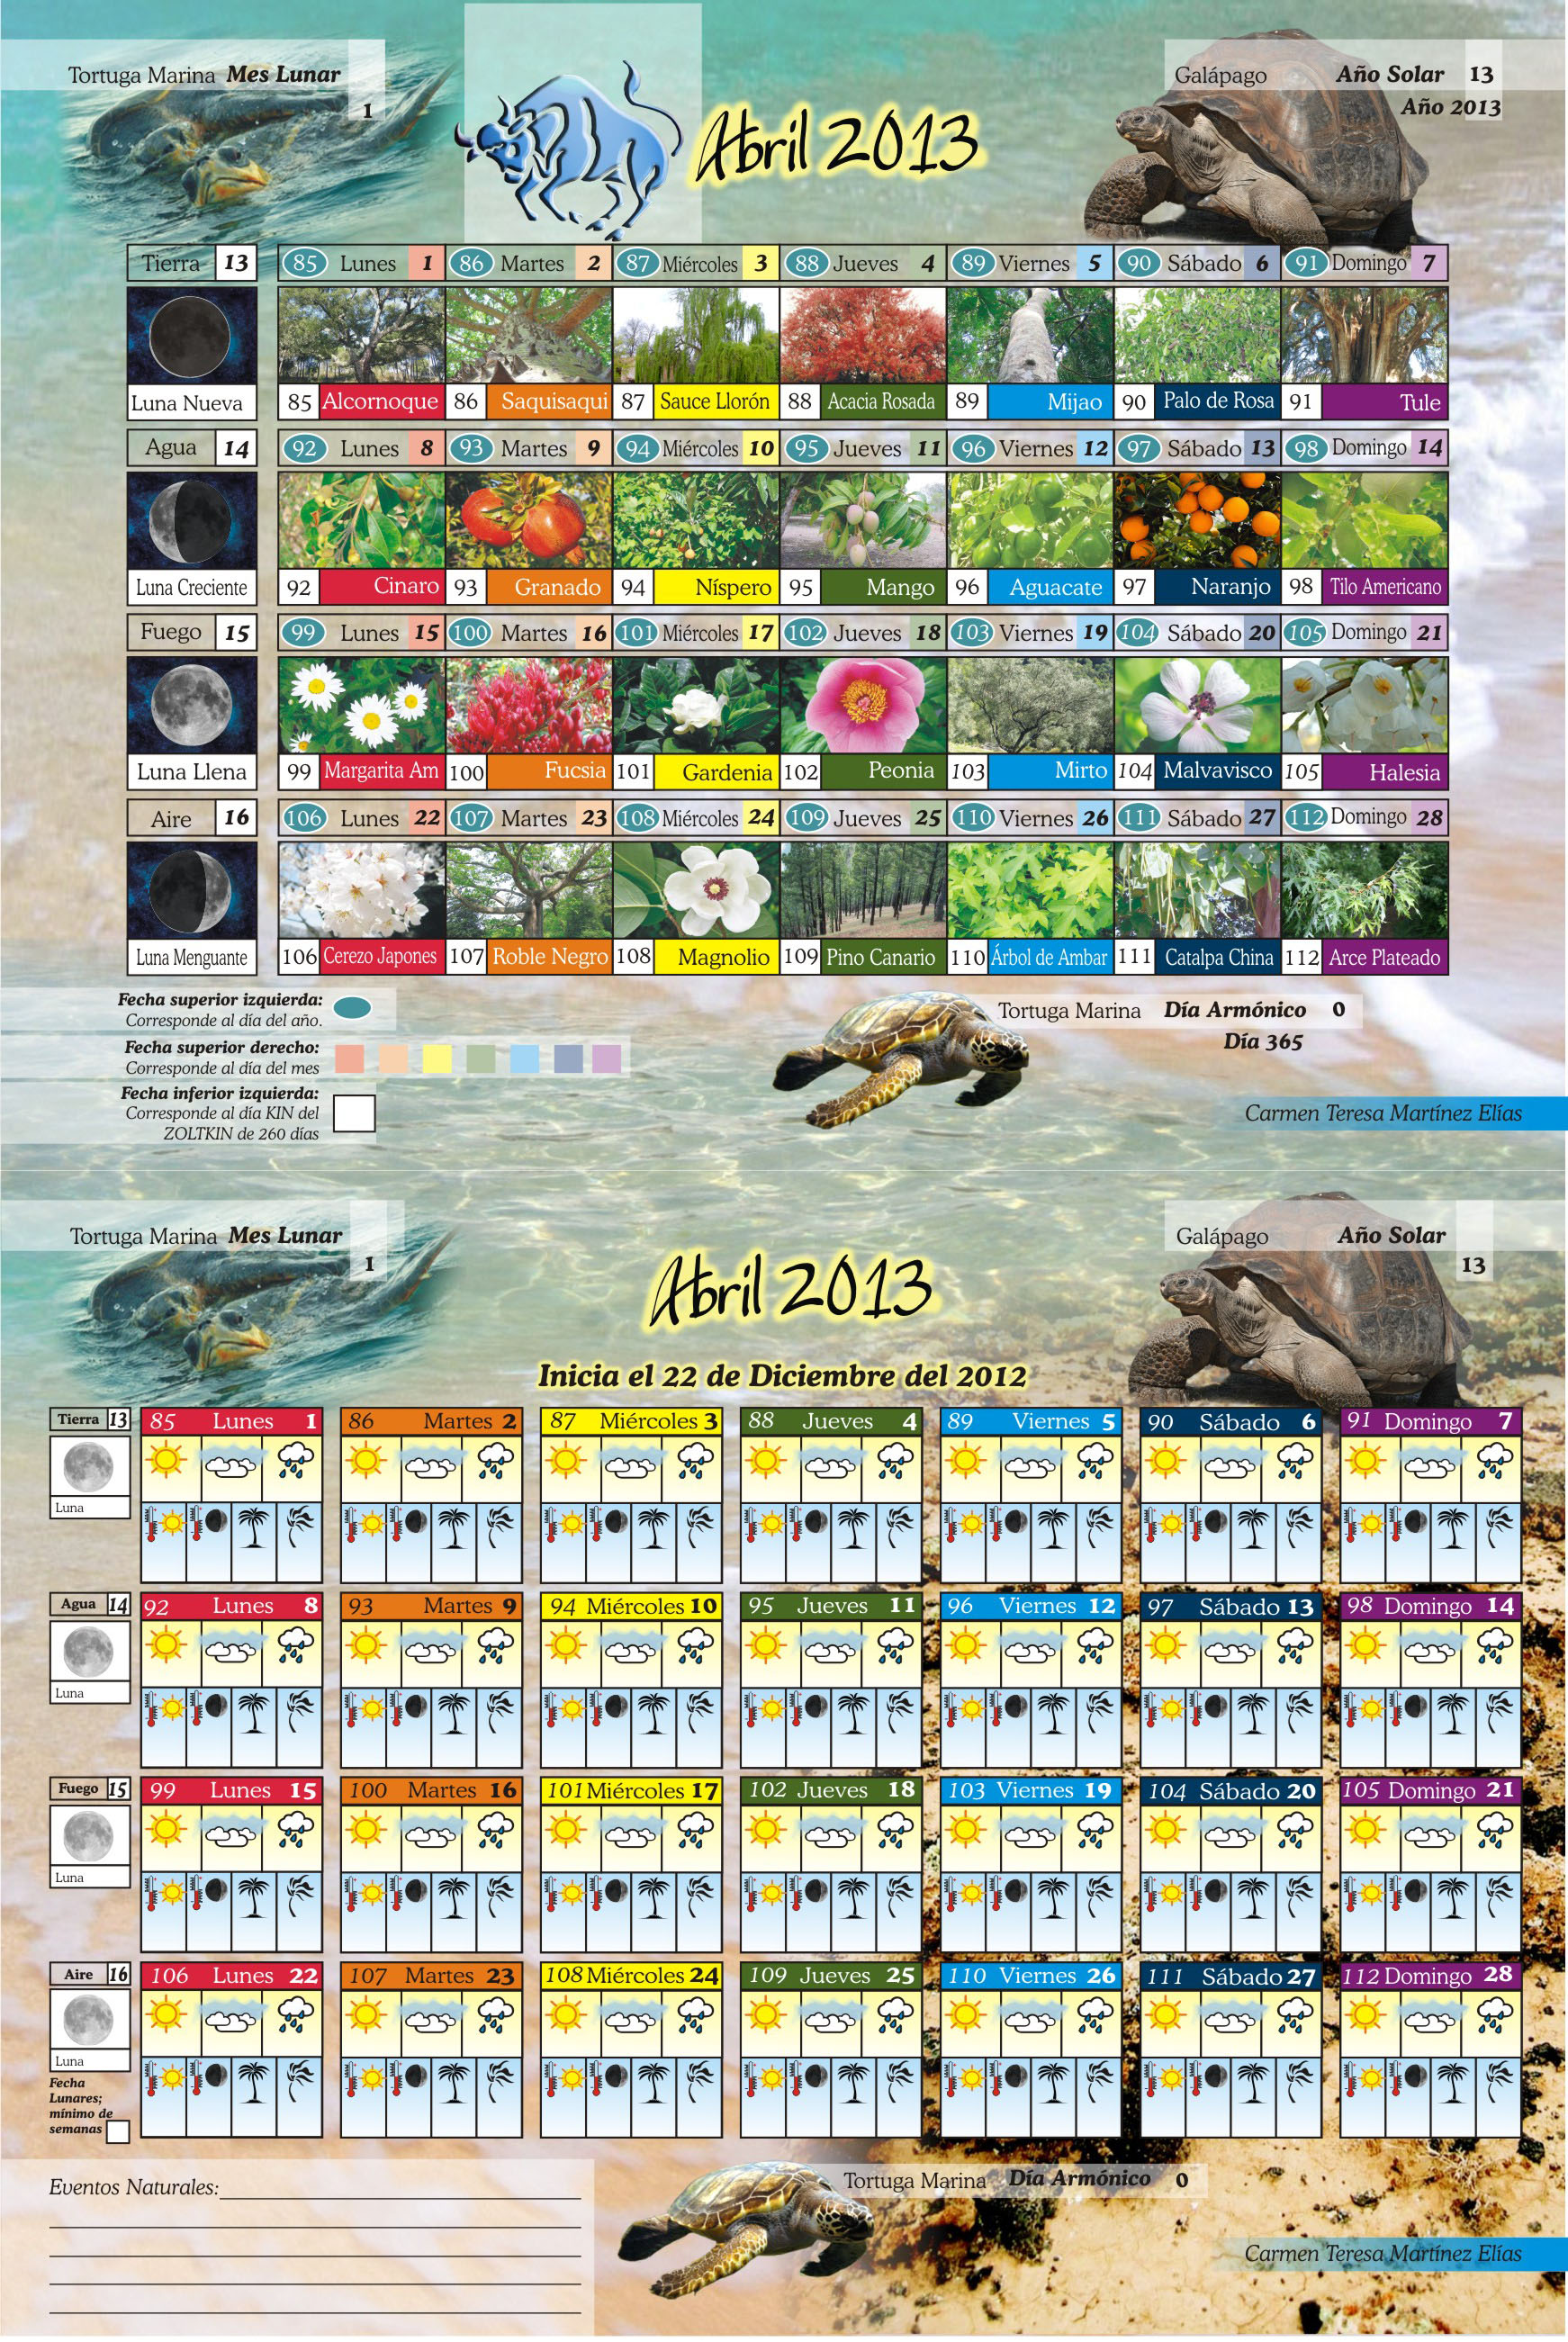 Tortuga Marina Mes Lunar
1
Abril 2013
Galápago Año Solar 13
Año 2013
Tierra 13 85 Lunes 1 86 Martes 2 87 Miércoles 3 88 Jueves 4 89 Viernes 5 90 Sábado 6 91 Domingo 7
Luna Nueva 85 Alcornoque 86 Saquisaqui 87 Sauce Llorón 88 Acacia Rosada 89 Mijao 90 Palo de Rosa 91 Tule
Agua 14 92 Lunes 8 93 Martes 9 94 Miércoles 10 95 Jueves 11 96 Viernes 12 97 Sábado 13 98 Domingo 14
Luna Creciente 92 Cinaro 93 Granado 94 Níspero 95 Mango 96 Aguacate 97 Naranjo 98 Tilo Americano
Fuego 15 99 Lunes 15 100 Martes 16 101 Miércoles 17 102 Jueves 18 103 Viernes 19 104 Sábado 20 105 Domingo 21
Luna Llena 99 Margarita Am 100 Fucsia 101 Gardenia 102 Peonia 103 Mirto 104 Malvavisco 105 Halesia
Aire 16 106 Lunes 22 107 Martes 23 108 Miércoles 24 109 Jueves 25 110 Viernes 26 111 Sábado 27 112 Domingo 28
Luna Menguante 106 Cerezo Japones 107 Roble Negro 108 Magnolio 109 Pino Canario 110 Árbol de Ambar 111 Catalpa China 112 Arce Plateado
Fecha superior izquierda:
Corresponde al día del año.
Fecha superior derecho:
Corresponde al día del mes
Fecha inferior izquierda:
Corresponde al día KIN del
ZOLTKIN de 260 días
Tortuga Marina Día Armónico 0
Día 365
Carmen Teresa Martínez Elías
Tortuga Marina Mes Lunar
1
Abril 2013
Galápago Año Solar
13
Inicia el 22 de Diciembre del 2012
Tierra 13 85 Lunes 1 86 Martes 2 87 Miércoles 3 88 Jueves 4 89 Viernes 5 90 Sábado 6 91 Domingo 7
Luna
Agua 14 92 Lunes 8 93 Martes 9 94 Miércoles 10 95 Jueves 11 96 Viernes 12 97 Sábado 13 98 Domingo 14
Luna
Fuego 15 99 Lunes 15 100 Martes 16 101 Miércoles 17 102 Jueves 18 103 Viernes 19 104 Sábado 20 105 Domingo 21
Luna
Aire 16 106 Lunes 22 107 Martes 23 108 Miércoles 24 109 Jueves 25 110 Viernes 26 111 Sábado 27 112 Domingo 28
Luna
Fecha
Lunares;
mínimo de
semanas
Eventos Naturales:
Tortuga Marina Día Armónico 0
Carmen Teresa Martínez Elías